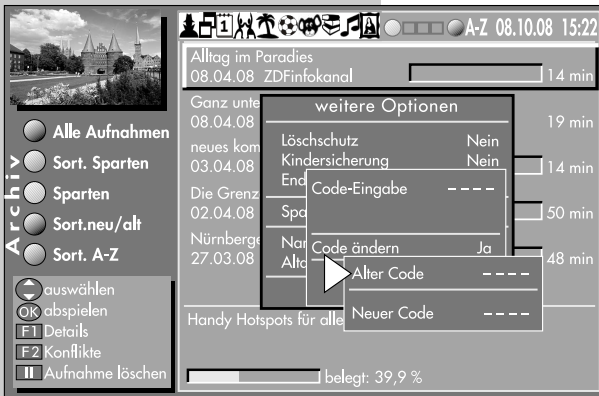 A-Z 08.10.08 15:22
Alltag im Paradies
08.04.08 ZDFinfokanal 14 min
Ganz unte
08.04.08 19 min
neues kom
03.04.08 14 min
Die Grenz
02.04.08 50 min
Nürnberge
27.03.08 48 min
Handy Hotspots für alle
belegt: 39,9 %
weitere Optionen
Löschschutz Nein
Kindersicherung Nein
End
Spa
Nar
Alta
Code-Eingabe – – – –
Code ändern Ja
Alter Code – – – –
Neuer Code – – – –
Archiv
Alle Aufnahmen
Sort. Sparten
Sparten
Sort.neu/alt
Sort. A-Z
auswählen
OK abspielen
F1 Details
F2 Konflikte
Aufnahme löschen